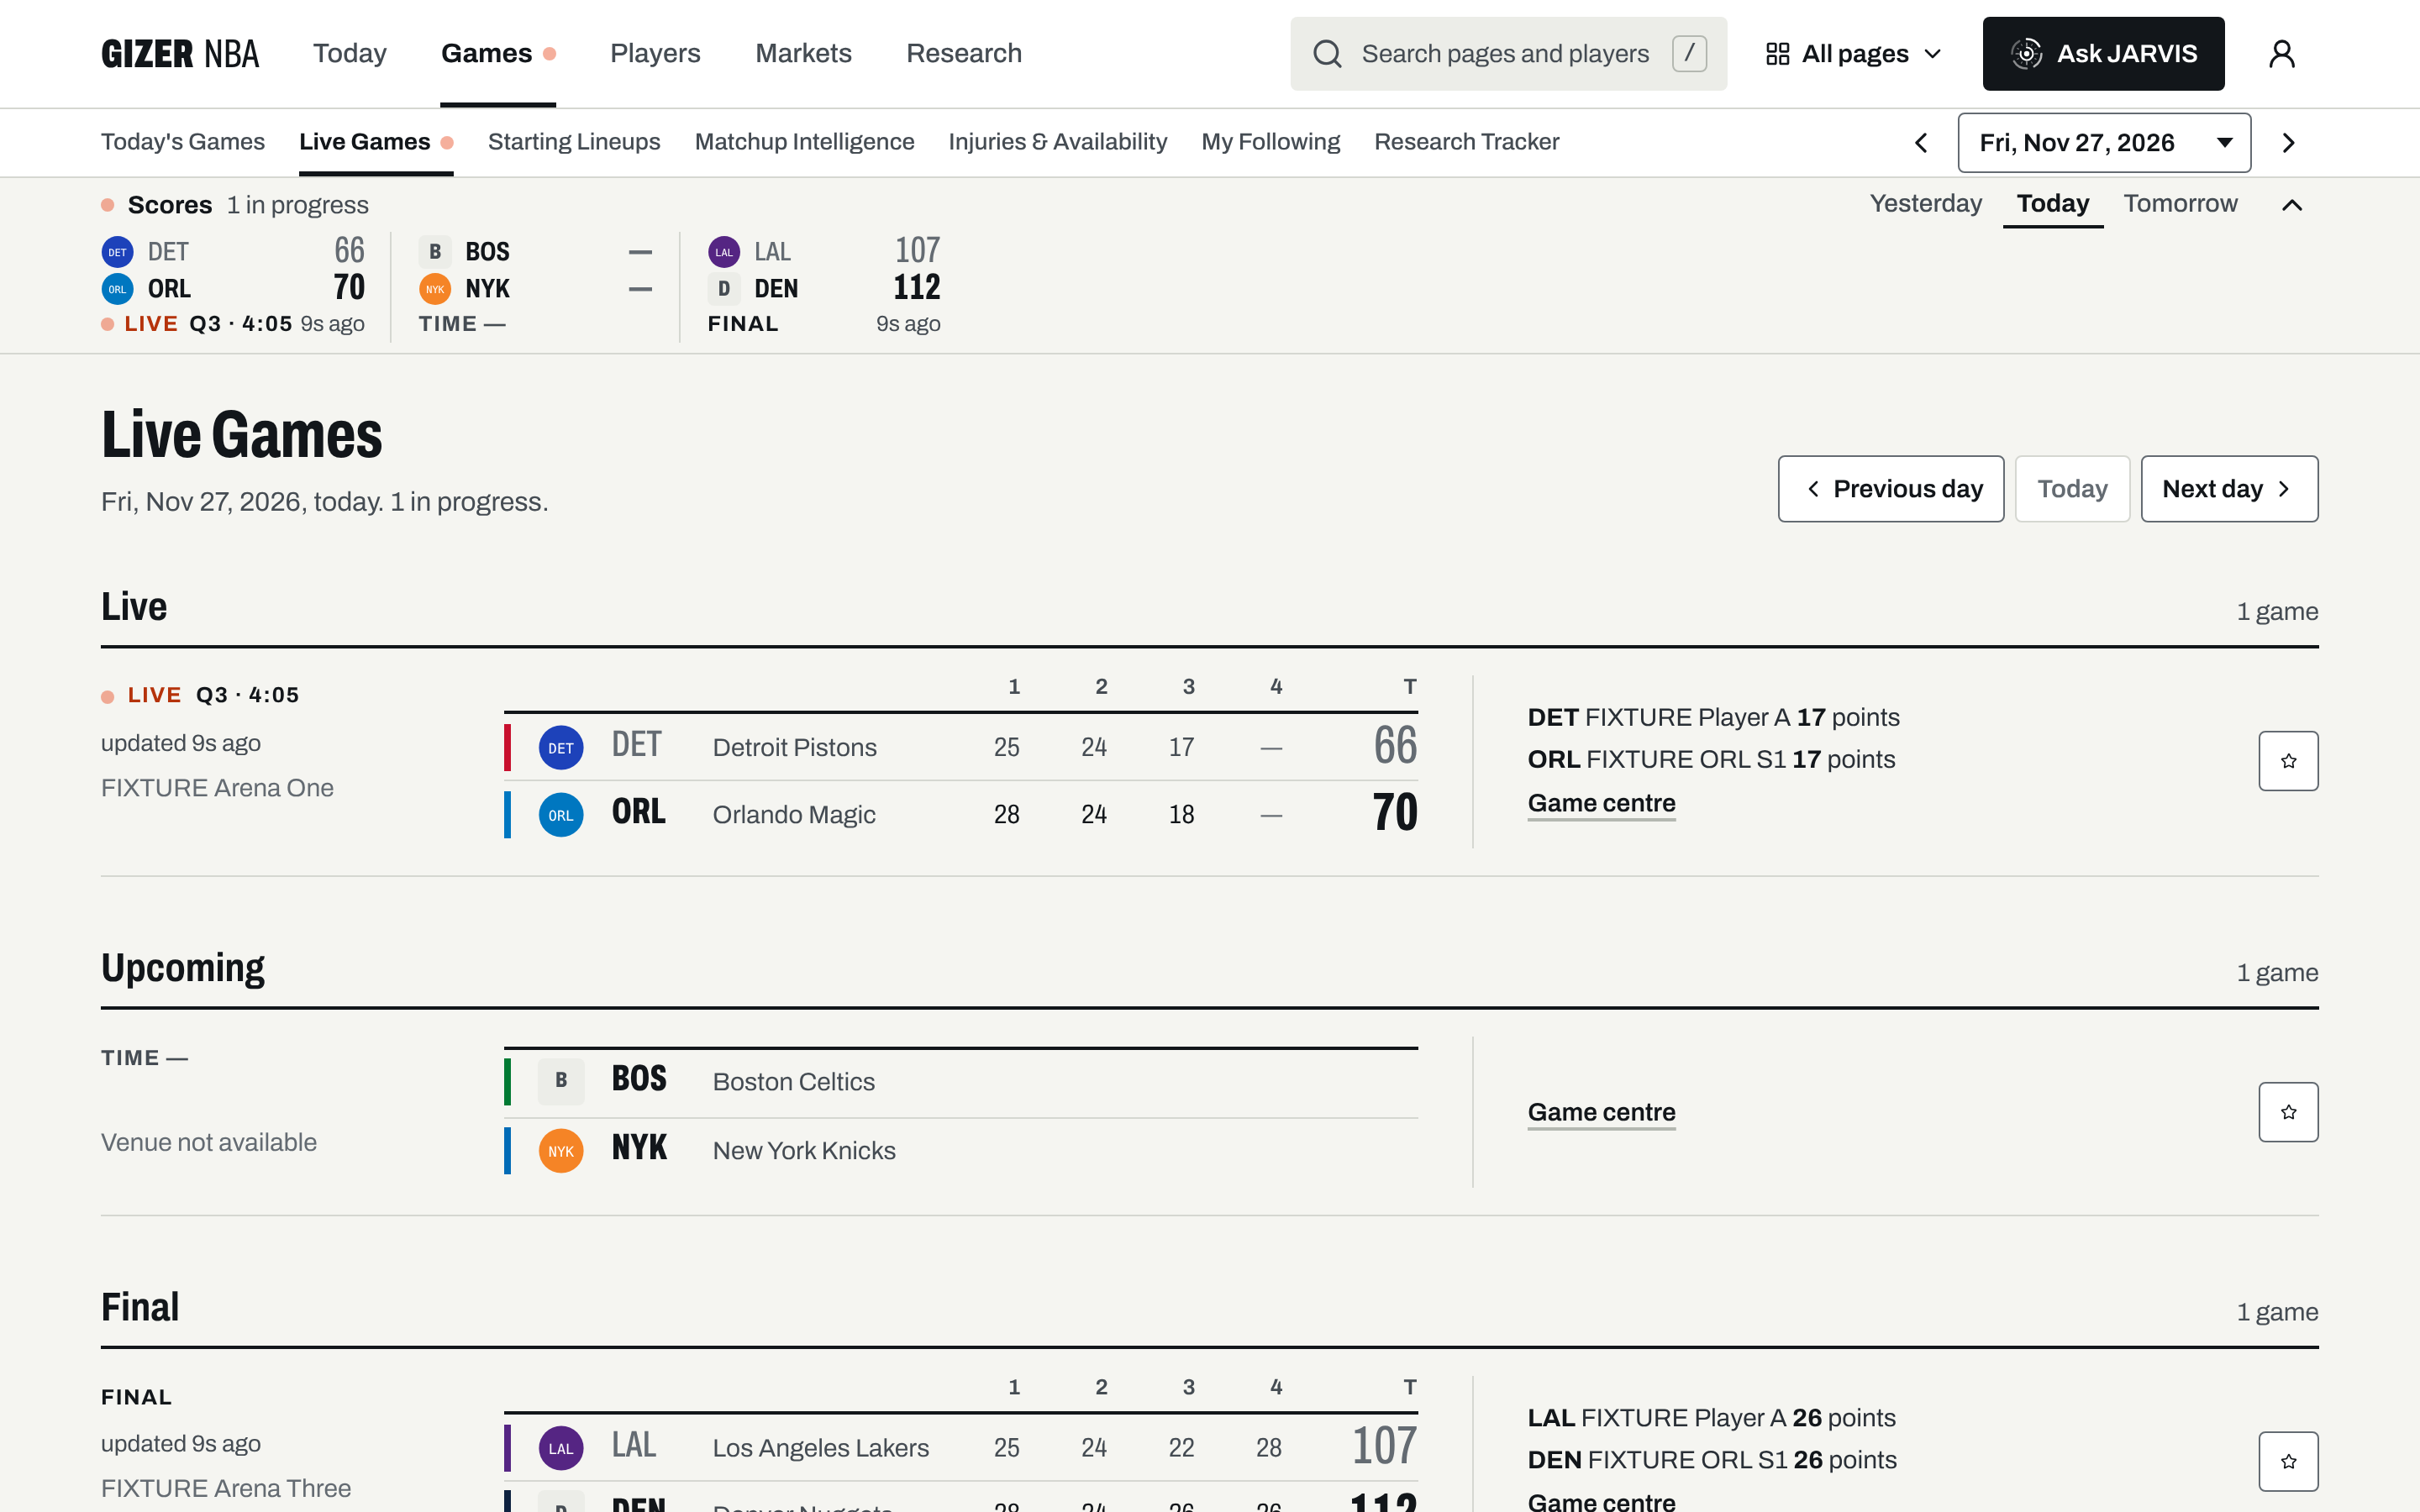 GIZER NBA Today Games Players Markets Research Search pages and players / All pages Ask JARVIS
Today's Games Live Games Starting Lineups Matchup Intelligence Injuries & Availability My Following Research Tracker Fri, Nov 27, 2026
Scores 1 in progress Yesterday Today Tomorrow
DET DET 66 B BOS — LAL LAL 107
ORL ORL 70 NYK NYK — D DEN 112
LIVE Q3 · 4:05 9s ago TIME — FINAL 9s ago
Live Games
Fri, Nov 27, 2026, today. 1 in progress.
Previous day Today Next day
Live 1 game
LIVE Q3 · 4:05 1 2 3 4 T
updated 9s ago
FIXTURE Arena One
DET DET Detroit Pistons 25 24 17 — 66
ORL ORL Orlando Magic 28 24 18 — 70
DET FIXTURE Player A 17 points
ORL FIXTURE ORL S1 17 points
Game centre
Upcoming 1 game
TIME —
Venue not available
B BOS Boston Celtics
NYK NYK New York Knicks
Game centre
Final 1 game
FINAL 1 2 3 4 T
updated 9s ago
FIXTURE Arena Three
LAL LAL Los Angeles Lakers 25 24 22 28 107
D DEN Denver Nuggets 28 24 26 26 112
LAL FIXTURE Player A 26 points
DEN FIXTURE ORL S1 26 points
Game centre